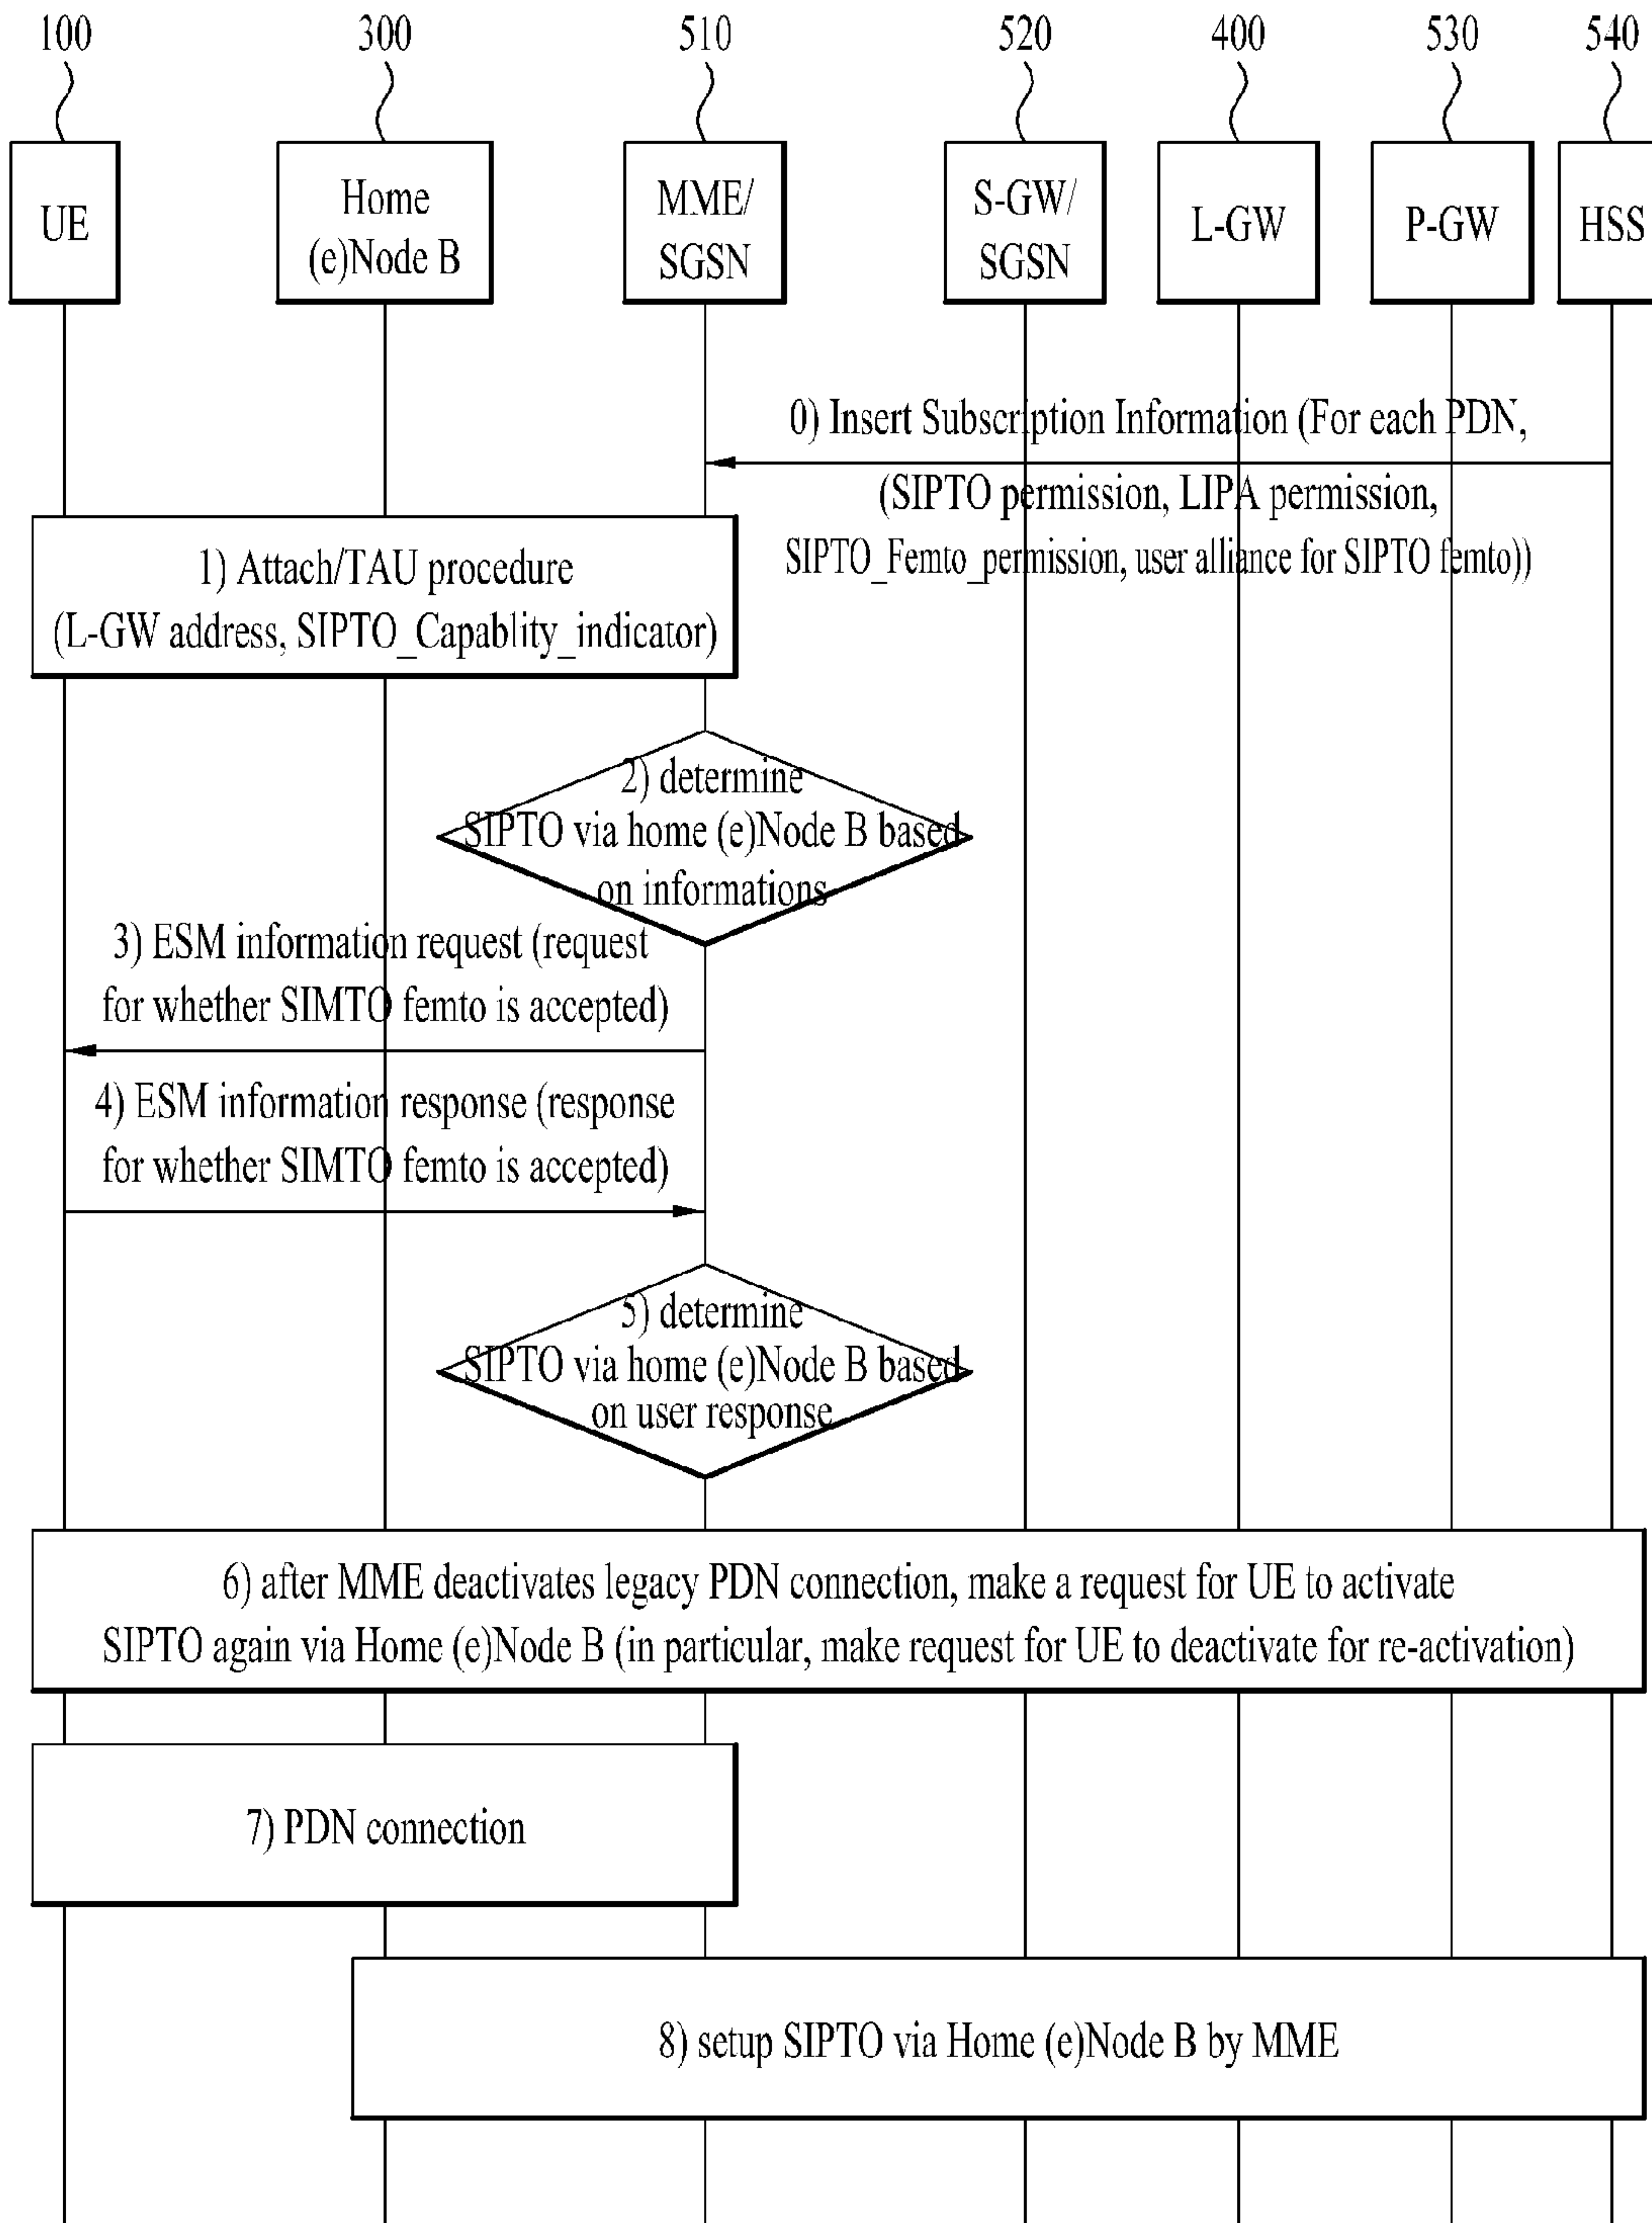 100 300 510 520 400 530 540
UE
Home
(e)Node B
MME/
SGSN
S-GW/
SGSN
L-GW
P-GW
HSS
0) Insert Subscription Information (For each PDN,
(SIPTO permission, LIPA permission,
SIPTO_Femto_permission, user alliance for SIPTO femto))
1) Attach/TAU procedure
(L-GW address, SIPTO_Capablity_indicator)
2) determine
SIPTO via home (e)Node B based
on informations
3) ESM information request (request
for whether SIMTO femto is accepted)
4) ESM information response (response
for whether SIMTO femto is accepted)
5) determine
SIPTO via home (e)Node B based
on user response
6) after MME deactivates legacy PDN connection, make a request for UE to activate
SIPTO again via Home (e)Node B (in particular, make request for UE to deactivate for re-activation)
7) PDN connection
8) setup SIPTO via Home (e)Node B by MME